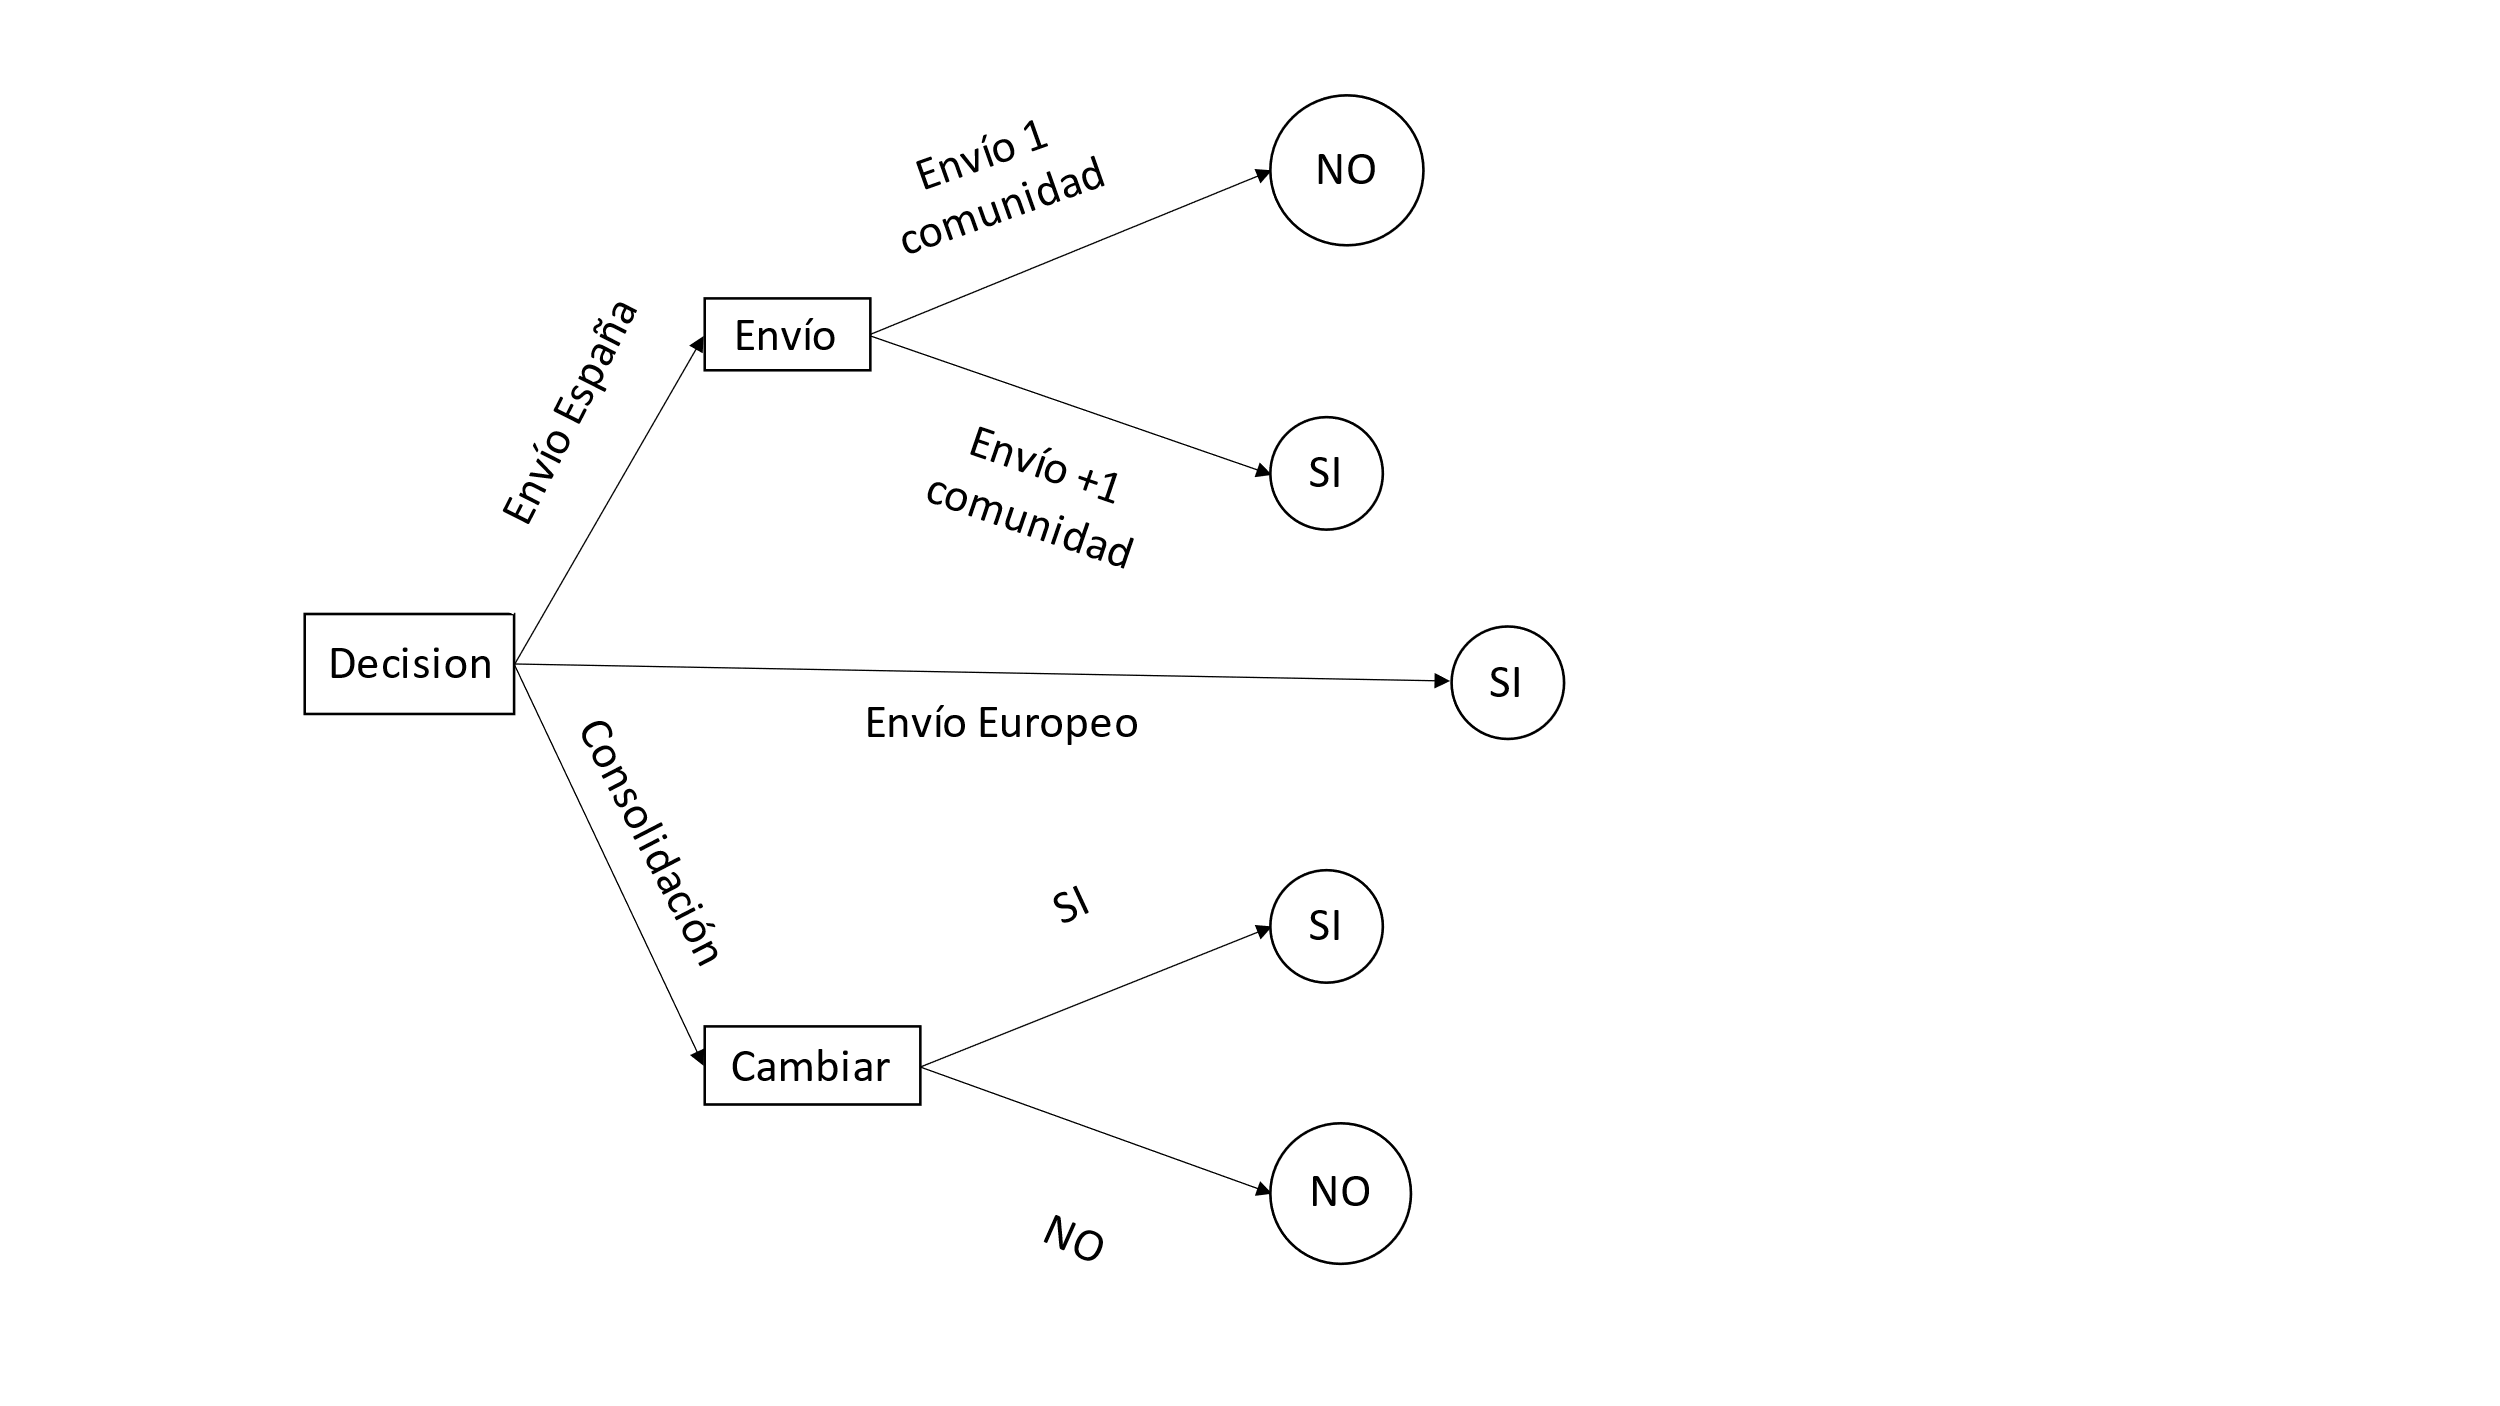 Envío 1
comunidad
NO
Envío España
Envío
Envío +1
comunidad
SI
Decision
SI
Envío Europeo
Consolidación
SI
SI
Cambiar
NO
NO